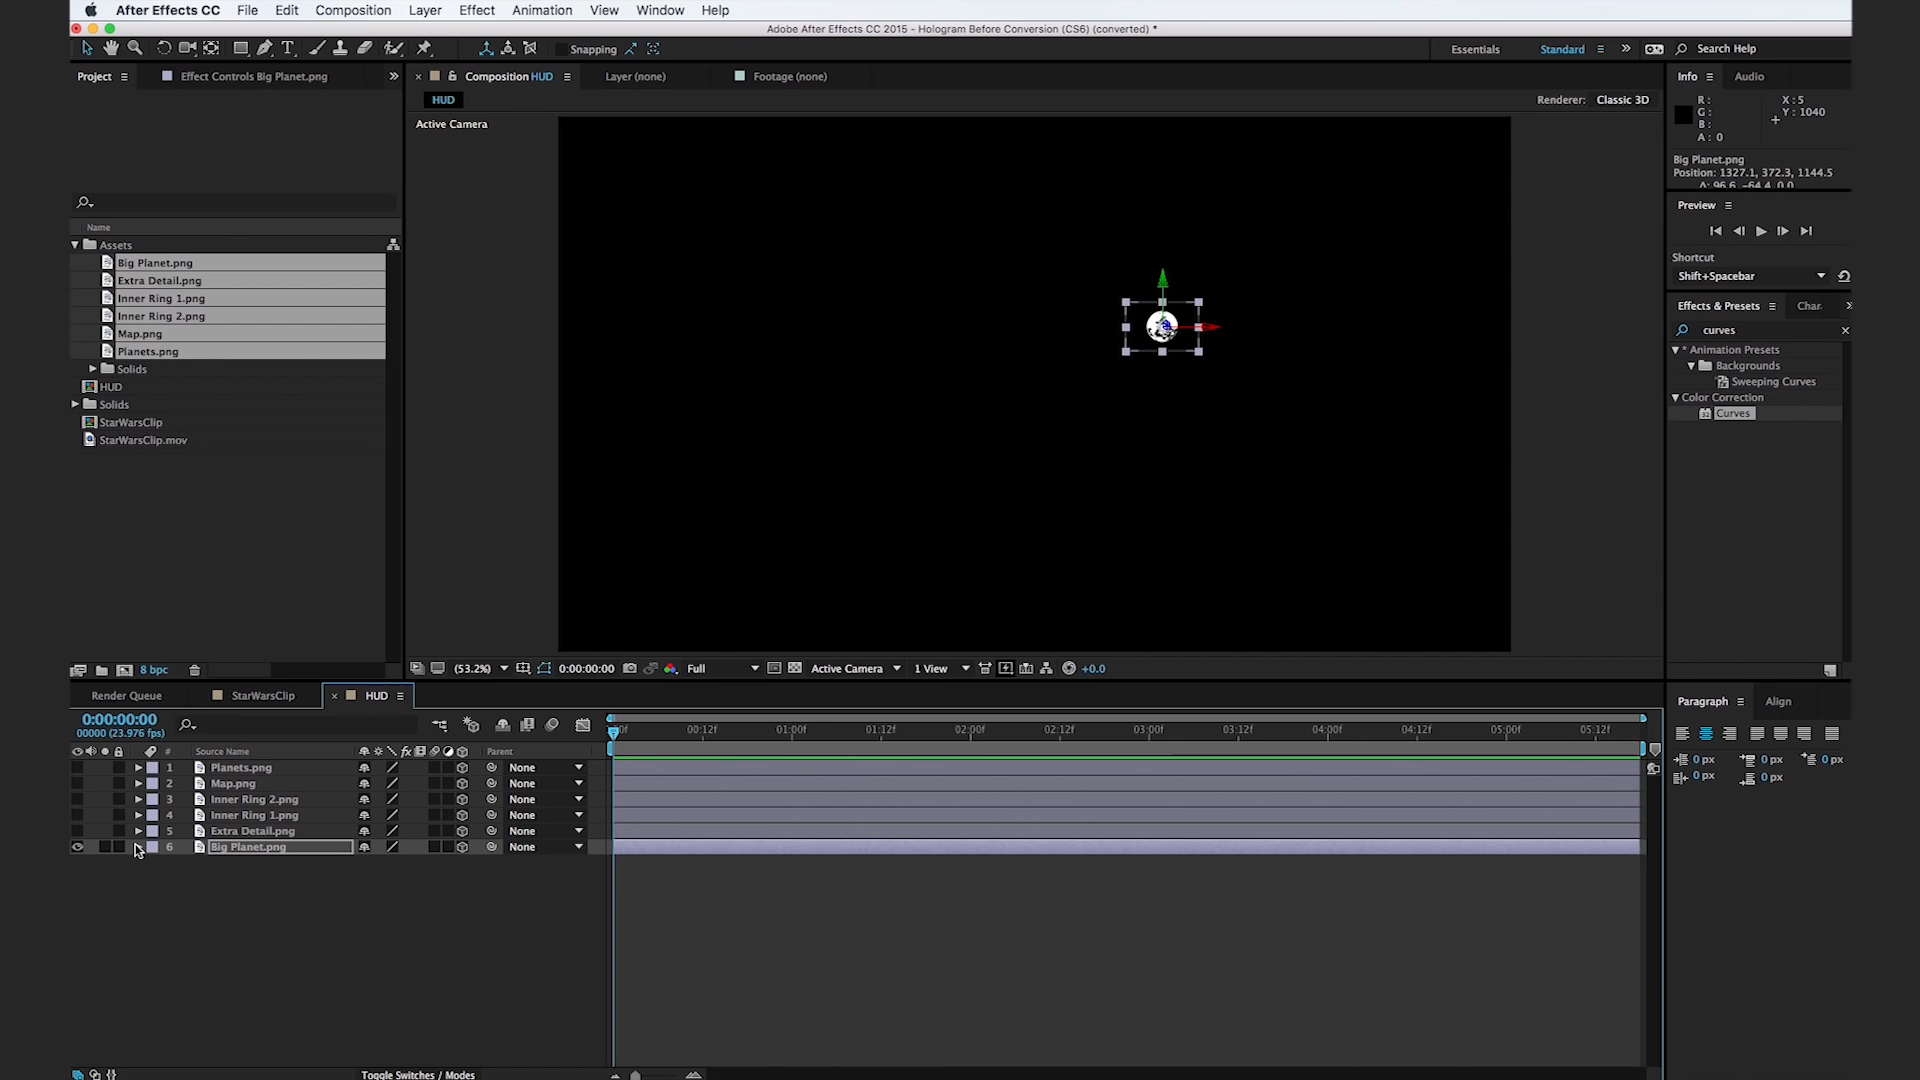 After Effects CC File Edit Composition Layer Effect Animation View Window Help
Adobe After Effects CC 2015 - Hologram Before Conversion (CS6) (converted) *
Snapping Essentials Standard Search Help
Project Effect Controls Big Planet.png
Composition HUD Layer (none) Footage (none)
HUD Renderer: Classic 3D
Active Camera
Info Audio
R: X: 5
G: Y: 1040
B:
A: 0
Big Planet.png
Position: 1327.1, 372.3, 1144.5
Δ: 96.6, -64.4, 0.0
Preview
Shortcut
Shift+Spacebar
Effects & Presets Char
curves
* Animation Presets
Backgrounds
Sweeping Curves
Color Correction
Curves
Name
Assets
Big Planet.png
Extra Detail.png
Inner Ring 1.png
Inner Ring 2.png
Map.png
Planets.png
Solids
HUD
Solids
StarWarsClip
StarWarsClip.mov
8 bpc
(53.2%) 0:00:00:00 Full Active Camera 1 View +0.0
Render Queue StarWarsClip HUD
0:00:00:00
00000 (23.976 fps)
00:12f 01:00f 01:12f 02:00f 02:12f 03:00f 03:12f 04:00f 04:12f 05:00f 05:12f
# Source Name Parent
1 Planets.png None
2 Map.png None
3 Inner Ring 2.png None
4 Inner Ring 1.png None
5 Extra Detail.png None
6 Big Planet.png None
Toggle Switches / Modes
Paragraph Align
0 px 0 px 0 px
0 px 0 px